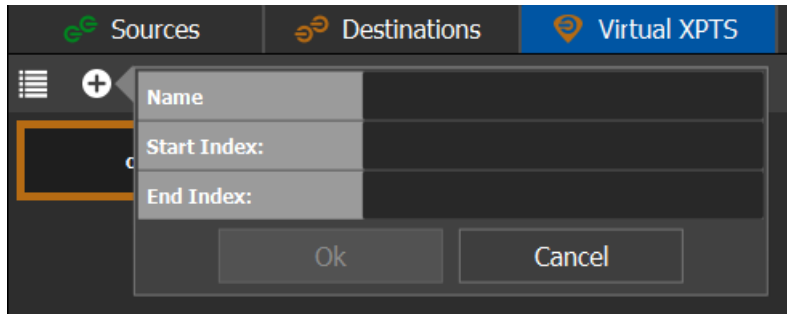 Sources
Destinations
Virtual XPTS
Name
Start Index:
End Index:
Ok
Cancel